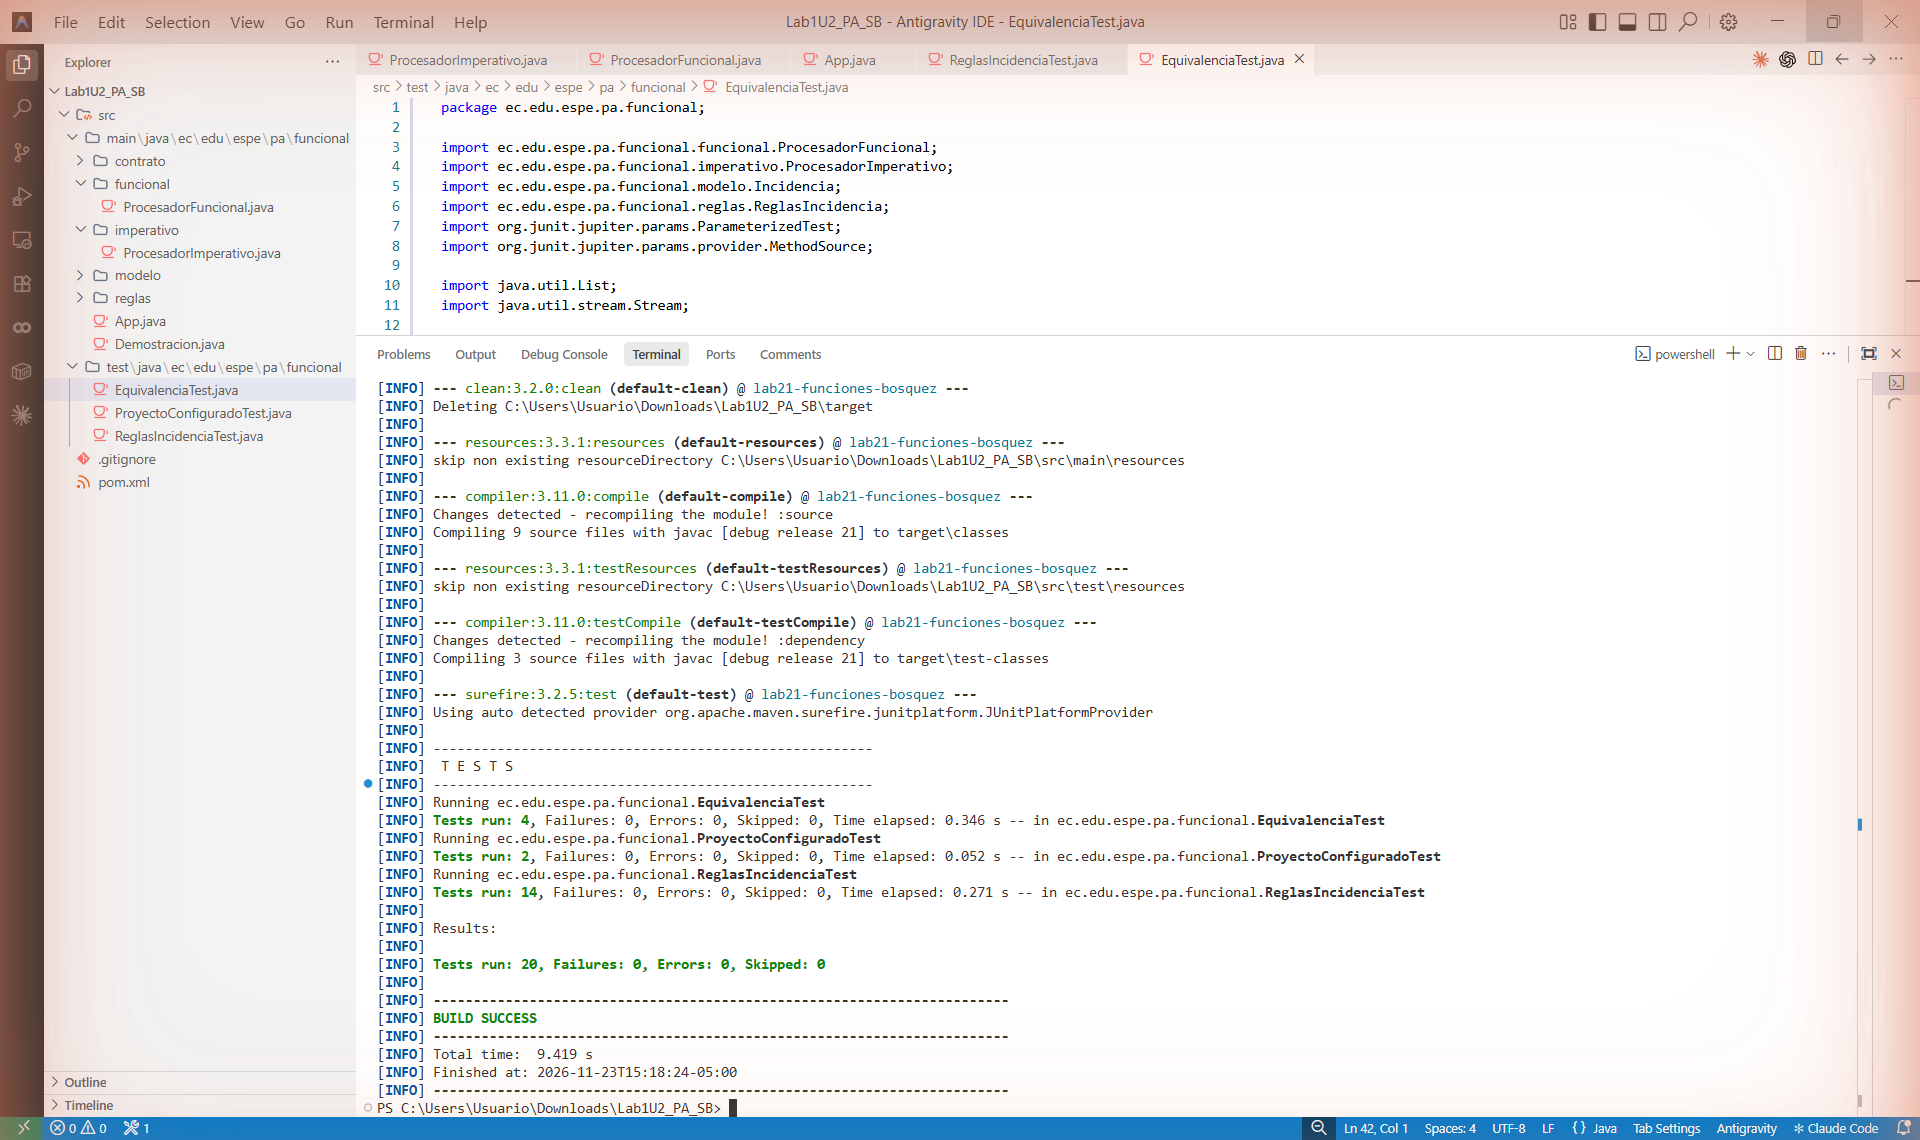 File Edit Selection View Go Run Terminal Help
Lab1U2_PA_SB - Antigravity IDE - EquivalenciaTest.java
Explorer
Lab1U2_PA_SB
src
main\java\ec\edu\espe\pa\funcional
contrato
funcional
ProcesadorFuncional.java
imperativo
ProcesadorImperativo.java
modelo
reglas
App.java
Demostracion.java
test\java\ec\edu\espe\pa\funcional
EquivalenciaTest.java
ProyectoConfiguradoTest.java
ReglasIncidenciaTest.java
.gitignore
pom.xml
Outline
Timeline
ProcesadorImperativo.java ProcesadorFuncional.java App.java ReglasIncidenciaTest.java EquivalenciaTest.java
src > test > java > ec > edu > espe > pa > funcional > EquivalenciaTest.java
1 package ec.edu.espe.pa.funcional;
2
3 import ec.edu.espe.pa.funcional.funcional.ProcesadorFuncional;
4 import ec.edu.espe.pa.funcional.imperativo.ProcesadorImperativo;
5 import ec.edu.espe.pa.funcional.modelo.Incidencia;
6 import ec.edu.espe.pa.funcional.reglas.ReglasIncidencia;
7 import org.junit.jupiter.params.ParameterizedTest;
8 import org.junit.jupiter.params.provider.MethodSource;
9
10 import java.util.List;
11 import java.util.stream.Stream;
12
Problems Output Debug Console Terminal Ports Comments
powershell
[INFO] --- clean:3.2.0:clean (default-clean) @ lab21-funciones-bosquez ---
[INFO] Deleting C:\Users\Usuario\Downloads\Lab1U2_PA_SB\target
[INFO]
[INFO] --- resources:3.3.1:resources (default-resources) @ lab21-funciones-bosquez ---
[INFO] skip non existing resourceDirectory C:\Users\Usuario\Downloads\Lab1U2_PA_SB\src\main\resources
[INFO]
[INFO] --- compiler:3.11.0:compile (default-compile) @ lab21-funciones-bosquez ---
[INFO] Changes detected - recompiling the module! :source
[INFO] Compiling 9 source files with javac [debug release 21] to target\classes
[INFO]
[INFO] --- resources:3.3.1:testResources (default-testResources) @ lab21-funciones-bosquez ---
[INFO] skip non existing resourceDirectory C:\Users\Usuario\Downloads\Lab1U2_PA_SB\src\test\resources
[INFO]
[INFO] --- compiler:3.11.0:testCompile (default-testCompile) @ lab21-funciones-bosquez ---
[INFO] Changes detected - recompiling the module! :dependency
[INFO] Compiling 3 source files with javac [debug release 21] to target\test-classes
[INFO]
[INFO] --- surefire:3.2.5:test (default-test) @ lab21-funciones-bosquez ---
[INFO] Using auto detected provider org.apache.maven.surefire.junitplatform.JUnitPlatformProvider
[INFO]
[INFO] -------------------------------------------------------
[INFO]  T E S T S
[INFO] -------------------------------------------------------
[INFO] Running ec.edu.espe.pa.funcional.EquivalenciaTest
[INFO] Tests run: 4, Failures: 0, Errors: 0, Skipped: 0, Time elapsed: 0.346 s -- in ec.edu.espe.pa.funcional.EquivalenciaTest
[INFO] Running ec.edu.espe.pa.funcional.ProyectoConfiguradoTest
[INFO] Tests run: 2, Failures: 0, Errors: 0, Skipped: 0, Time elapsed: 0.052 s -- in ec.edu.espe.pa.funcional.ProyectoConfiguradoTest
[INFO] Running ec.edu.espe.pa.funcional.ReglasIncidenciaTest
[INFO] Tests run: 14, Failures: 0, Errors: 0, Skipped: 0, Time elapsed: 0.271 s -- in ec.edu.espe.pa.funcional.ReglasIncidenciaTest
[INFO]
[INFO] Results:
[INFO]
[INFO] Tests run: 20, Failures: 0, Errors: 0, Skipped: 0
[INFO]
[INFO] ------------------------------------------------------------------------
[INFO] BUILD SUCCESS
[INFO] ------------------------------------------------------------------------
[INFO] Total time:  9.419 s
[INFO] Finished at: 2026-11-23T15:18:24-05:00
[INFO] ------------------------------------------------------------------------
PS C:\Users\Usuario\Downloads\Lab1U2_PA_SB>
0 0 1
Ln 42, Col 1 Spaces: 4 UTF-8 LF {} Java Tab Settings Antigravity Claude Code